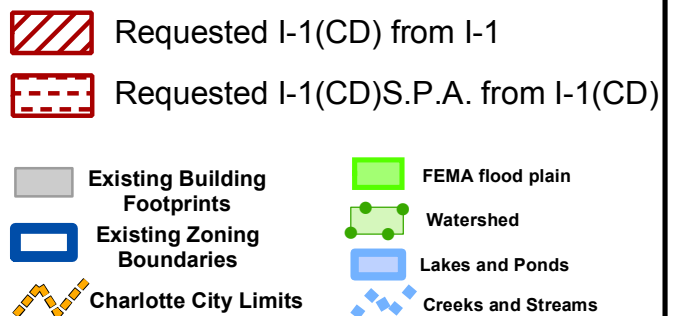 Requested I-1(CD) from I-1
Requested I-1(CD)S.P.A. from I-1(CD)
Existing Building
Footprints
Existing Zoning
Boundaries
Charlotte City Limits
FEMA flood plain
Watershed
Lakes and Ponds
Creeks and Streams